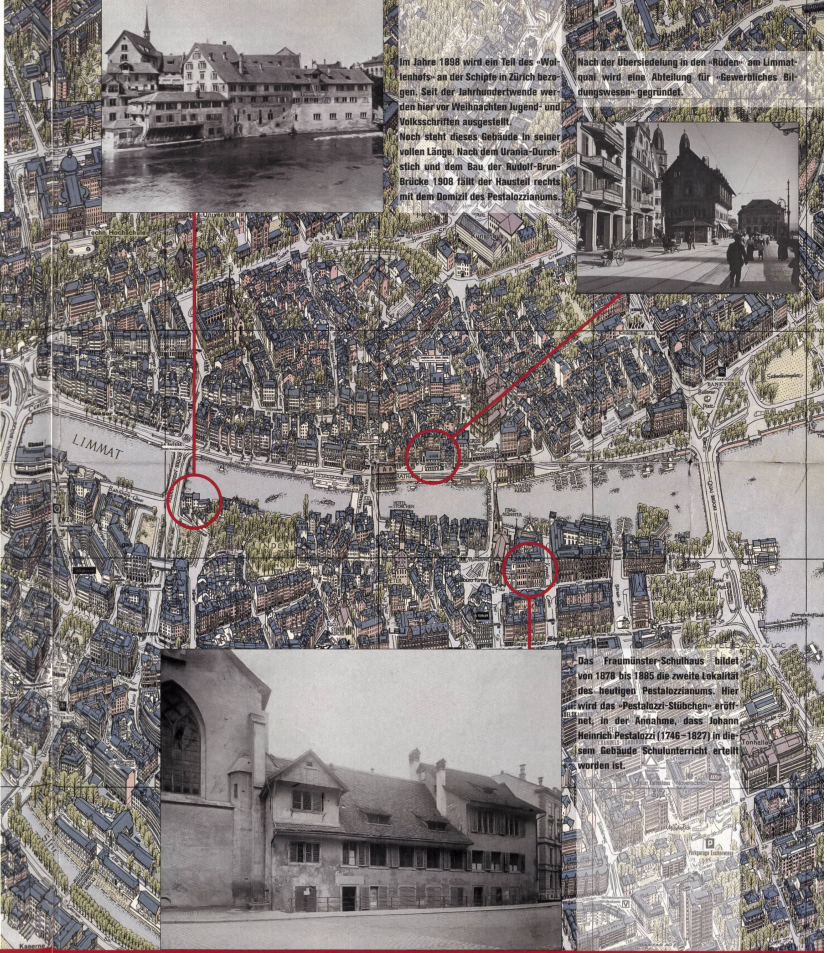 Im Jahre 1898 wird ein Teil des «Wol-
lenhofs» an der Schipfe in Zürich bezo-
gen. Seit der Jahrhundertwende wer-
den hier vor Weihnachten Jugend- und
Volksschriften ausgestellt.
Noch steht dieses Gebäude in seiner
vollen Länge. Nach dem Urania-Durch-
stich und dem Bau der Rudolf-Brun-
Brücke 1908 fällt der Hausteil rechts
mit dem Domizil des Pestalozzianums.
Nach der Übersiedelung in den «Rüden» am Limmat-
quai wird eine Abteilung für «Gewerbliches Bil-
dungswesen» gegründet.
LIMMAT
Das Fraumünster-Schulhaus bildet
von 1878 bis 1885 die zweite Lokalität
des heutigen Pestalozzianums. Hier
wird das «Pestalozzi-Stübchen» eröff-
net, in der Annahme, dass Johann
Heinrich Pestalozzi (1746–1827) in die-
sem Gebäude Schulunterricht erteilt
worden ist.
Tonhalle
P
Kaserne